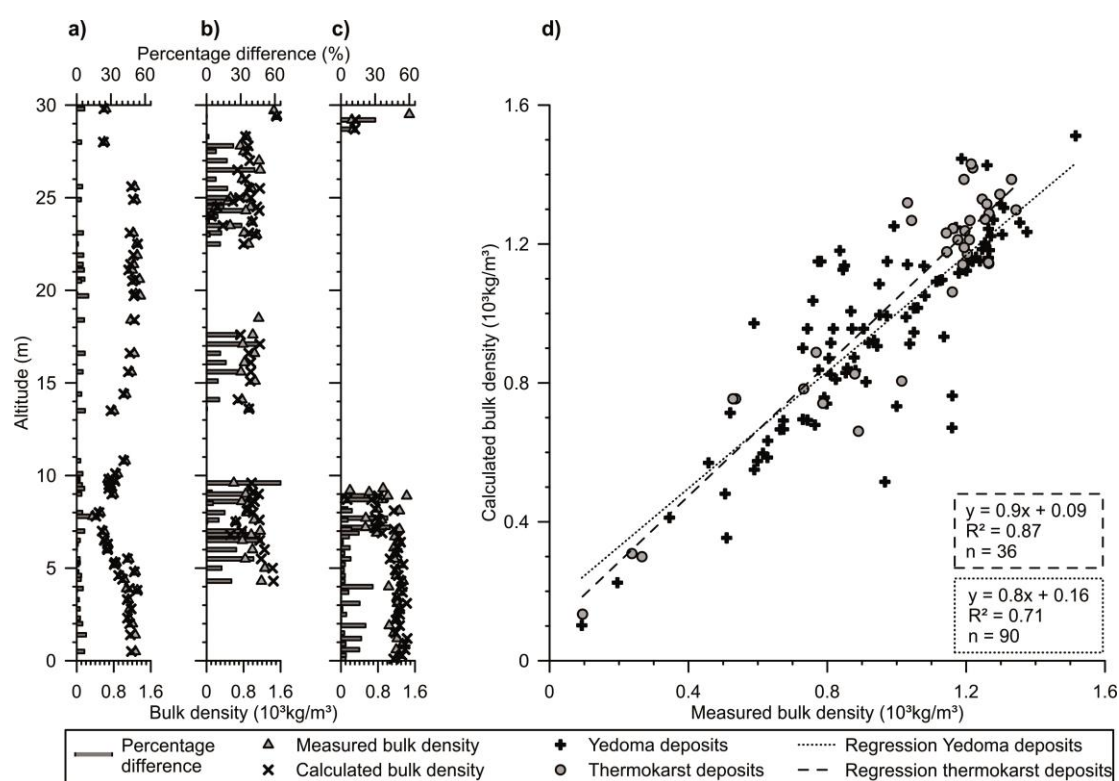 a) b) c) d)
Percentage difference (%)
0 30 60 0 30 60 0 30 60
Altitude (m)
30
25
20
15
10
5
0
0 0.8 1.6 0 0.8 1.6 0 0.8 1.6
Bulk density (10³kg/m³)
Calculated bulk density (10³kg/m³)
1.6
1.2
0.8
0.4
0
y = 0.9x + 0.09
R² = 0.87
n = 36
y = 0.8x + 0.16
R² = 0.71
n = 90
0 0.4 0.8 1.2 1.6
Measured bulk density (10³kg/m³)
Percentage
difference
Measured bulk density
Calculated bulk density
Yedoma deposits
Thermokarst deposits
Regression Yedoma deposits
Regression thermokarst deposits